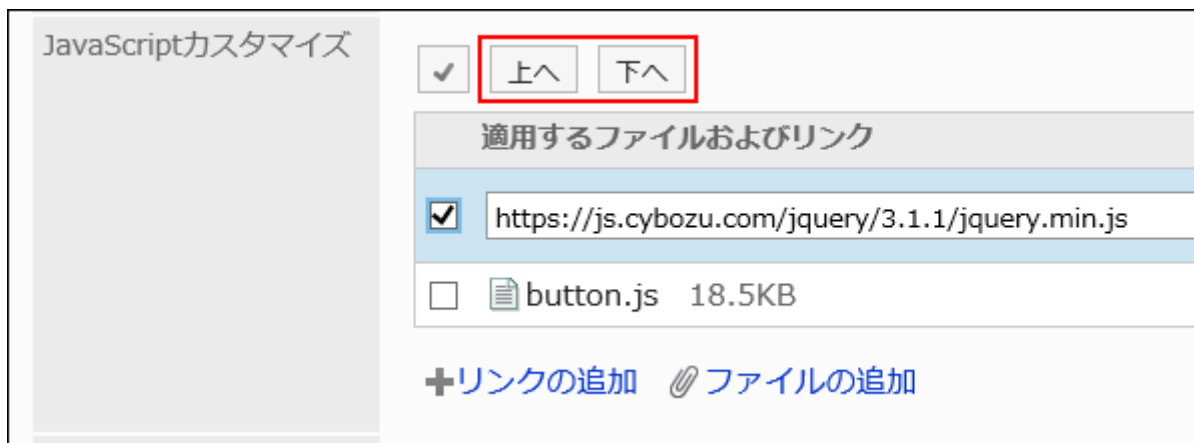 JavaScriptカスタマイズ
上へ 下へ
適用するファイルおよびリンク
https://js.cybozu.com/jquery/3.1.1/jquery.min.js
button.js 18.5KB
リンクの追加 ファイルの追加